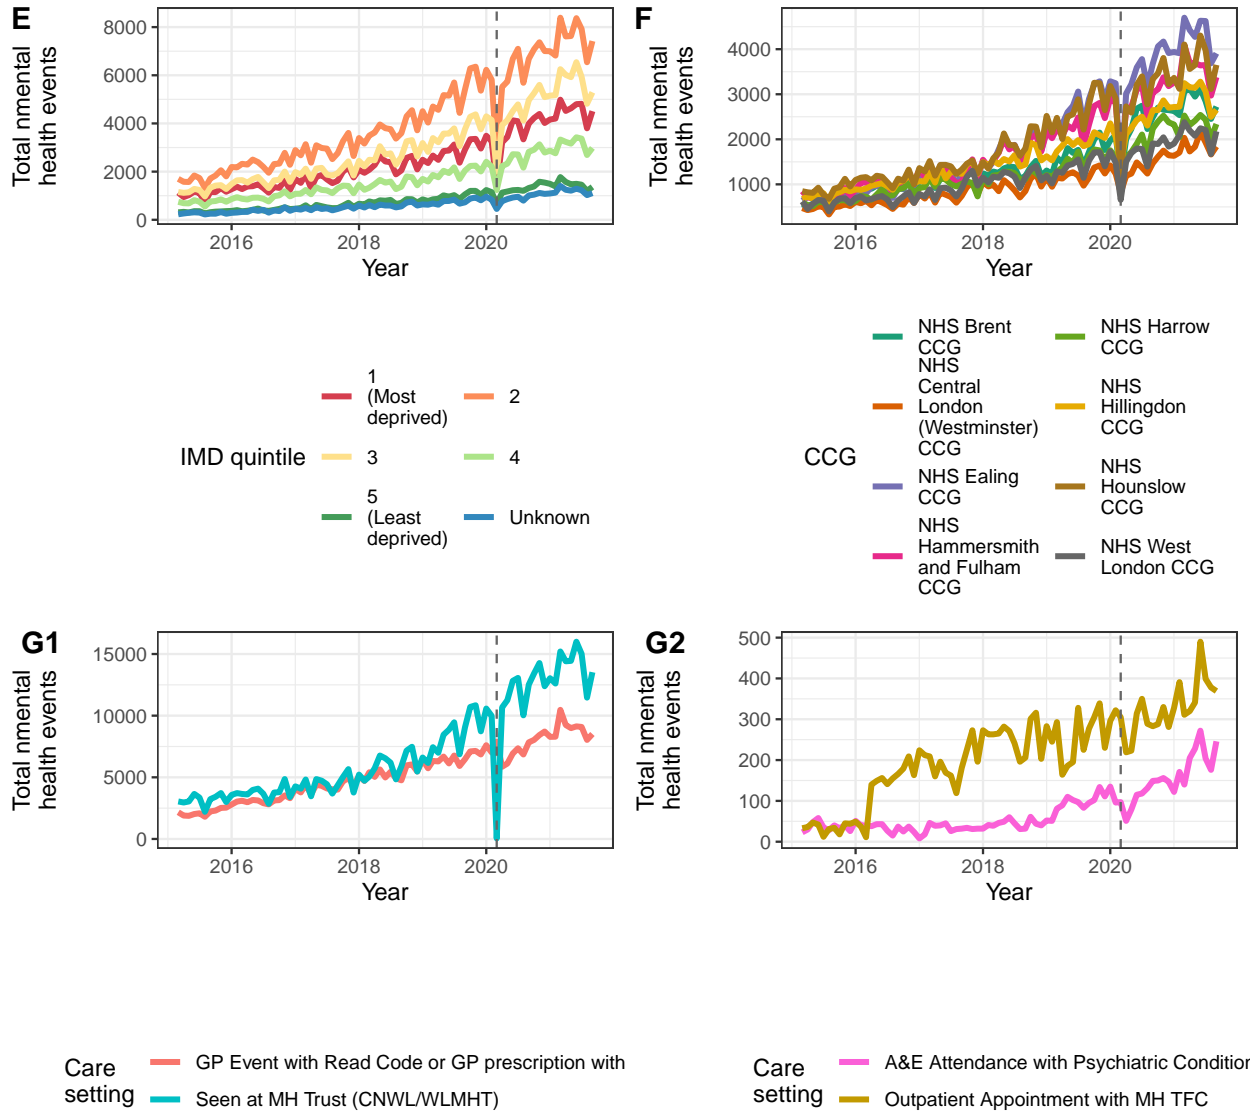 E
Total nmental
health events
8000
6000
4000
2000
0
2016
2018
2020
Year
F
Total nmental
health events
4000
3000
2000
1000
2016
2018
2020
Year
IMD quintile
1
(Most
deprived)
2
3
4
5
(Least
deprived)
Unknown
CCG
NHS Brent
CCG
NHS Harrow
CCG
NHS
Central
London
(Westminster)
CCG
NHS
Hillingdon
CCG
NHS Ealing
CCG
NHS
Hounslow
CCG
NHS
Hammersmith
and Fulham
CCG
NHS West
London CCG
G1
Total nmental
health events
15000
10000
5000
0
2016
2018
2020
Year
G2
Total nmental
health events
500
400
300
200
100
0
2016
2018
2020
Year
Care
setting
GP Event with Read Code or GP prescription with
Seen at MH Trust (CNWL/WLMHT)
Care
setting
A&E Attendance with Psychiatric Condition
Outpatient Appointment with MH TFC